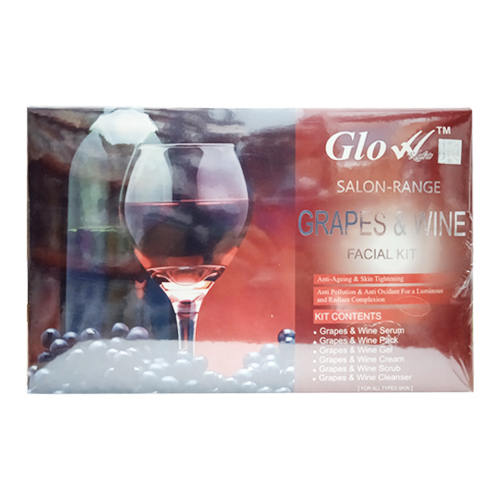 Glow™
SALON-RANGE
GRAPES & WINE
FACIAL KIT
Anti-Ageing & Skin Tightening
Anti Pollution & Anti Oxidant For a Luminous
and Radiant Complexion
KIT CONTENTS
• Grapes & Wine Serum
• Grapes & Wine Pack
• Grapes & Wine Gel
• Grapes & Wine Cream
• Grapes & Wine Scrub
• Grapes & Wine Cleanser
[ FOR ALL TYPES SKIN ]